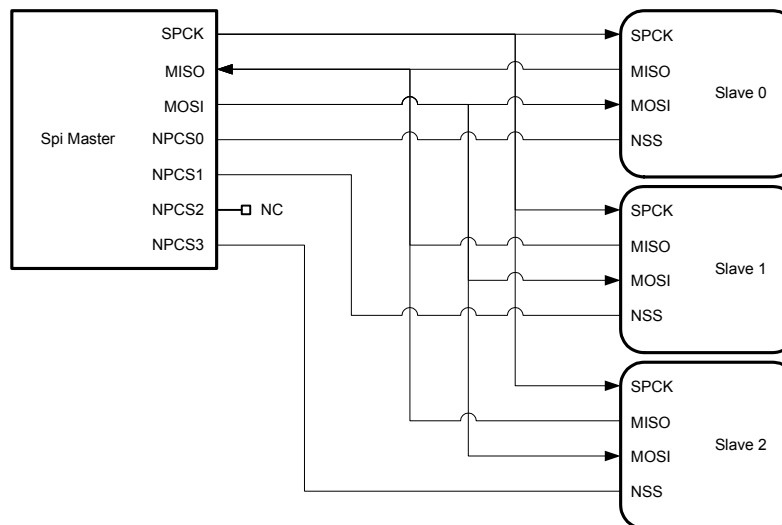 Spi Master
SPCK
MISO
MOSI
NPCS0
NPCS1
NPCS2
NC
NPCS3
SPCK
MISO
MOSI
NSS
Slave 0
SPCK
MISO
MOSI
NSS
Slave 1
SPCK
MISO
MOSI
NSS
Slave 2